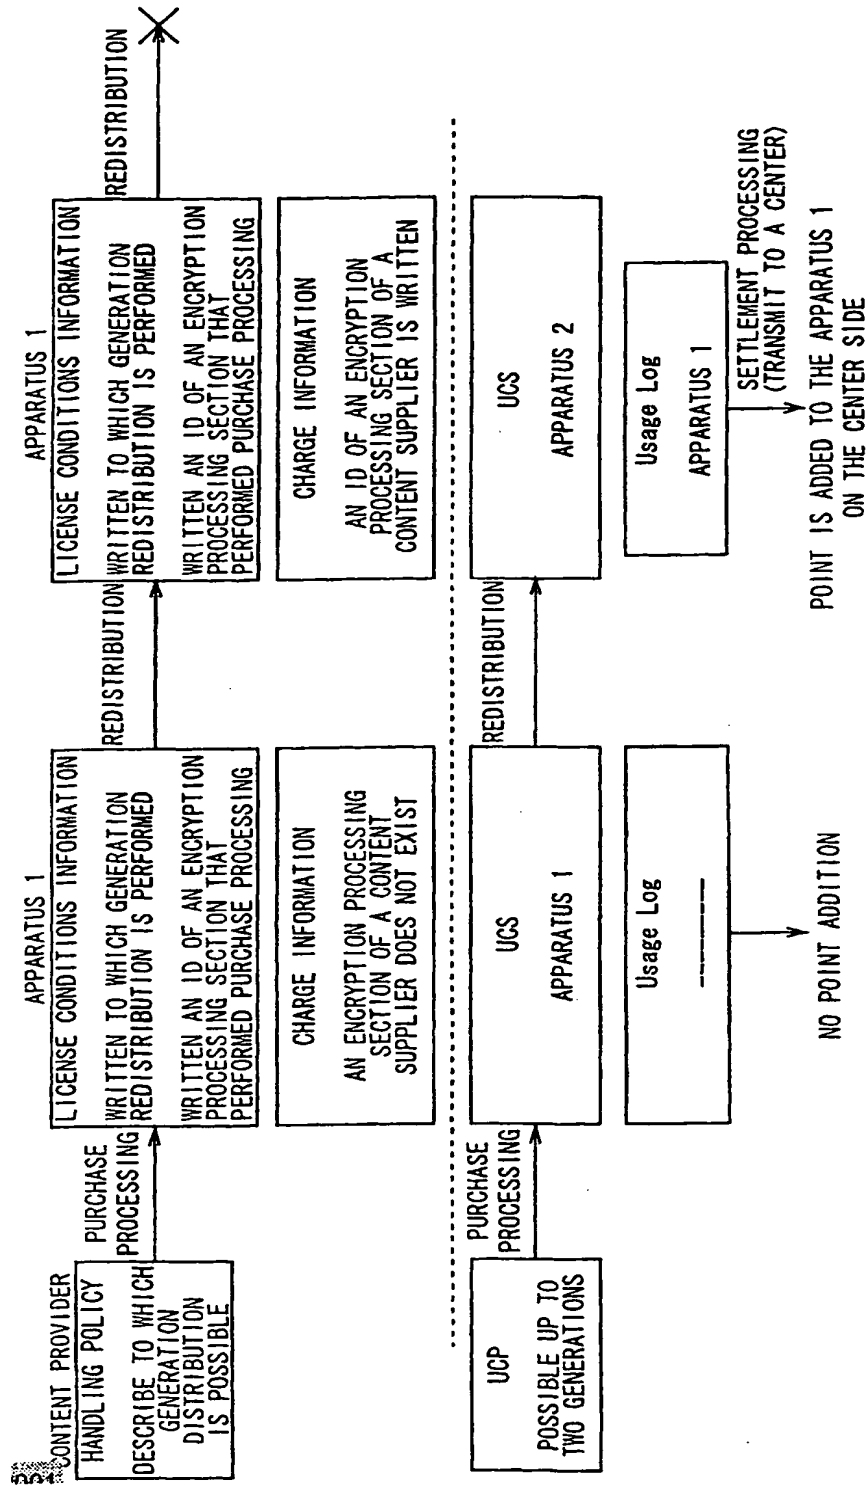 CONTENT PROVIDER
HANDLING POLICY
DESCRIBE TO WHICH
GENERATION
DISTRIBUTION
IS POSSIBLE
PURCHASE
PROCESSING
APPARATUS 1
LICENSE CONDITIONS INFORMATION
WRITTEN TO WHICH GENERATION
REDISTRIBUTION IS PERFORMED
WRITTEN AN ID OF AN ENCRYPTION
PROCESSING SECTION THAT
PERFORMED PURCHASE PROCESSING
CHARGE INFORMATION
AN ENCRYPTION PROCESSING
SECTION OF A CONTENT
SUPPLIER DOES NOT EXIST
REDISTRIBUTION
APPARATUS 1
LICENSE CONDITIONS INFORMATION
WRITTEN TO WHICH GENERATION
REDISTRIBUTION IS PERFORMED
WRITTEN AN ID OF AN ENCRYPTION
PROCESSING SECTION THAT
PERFORMED PURCHASE PROCESSING
CHARGE INFORMATION
AN ID OF AN ENCRYPTION
PROCESSING SECTION OF A
CONTENT SUPPLIER IS WRITTEN
REDISTRIBUTION
UCP
POSSIBLE UP TO
TWO GENERATIONS
PURCHASE
PROCESSING
UCS
APPARATUS 1
Usage Log
NO POINT ADDITION
REDISTRIBUTION
UCS
APPARATUS 2
Usage Log
APPARATUS 1
SETTLEMENT PROCESSING
(TRANSMIT TO A CENTER)
POINT IS ADDED TO THE APPARATUS 1
ON THE CENTER SIDE